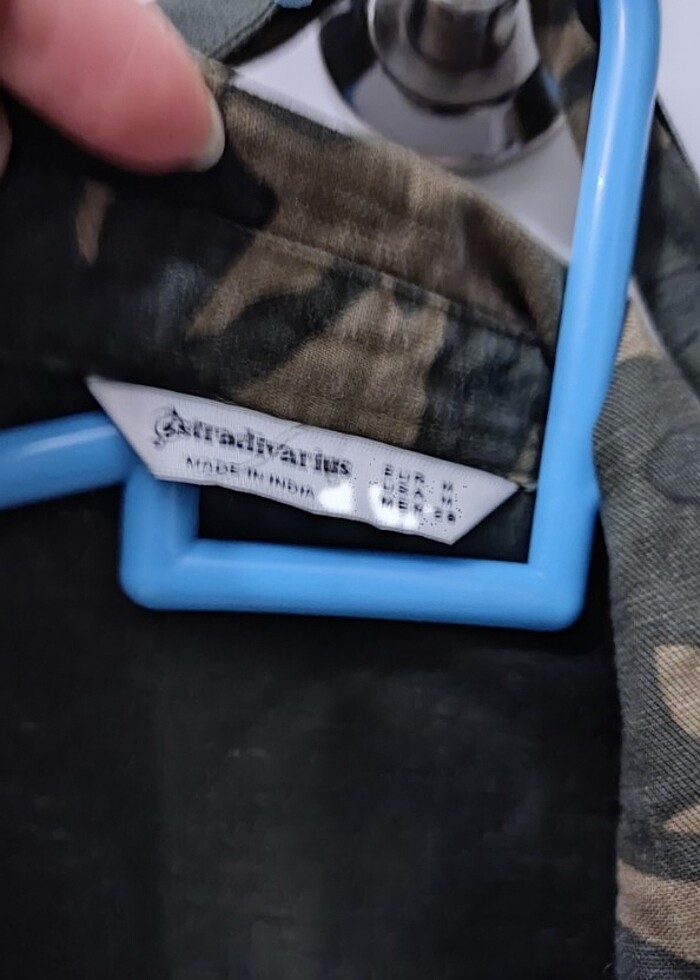 Stradivarius
MADE IN INDIA
EUR M
USA M
MEX 28